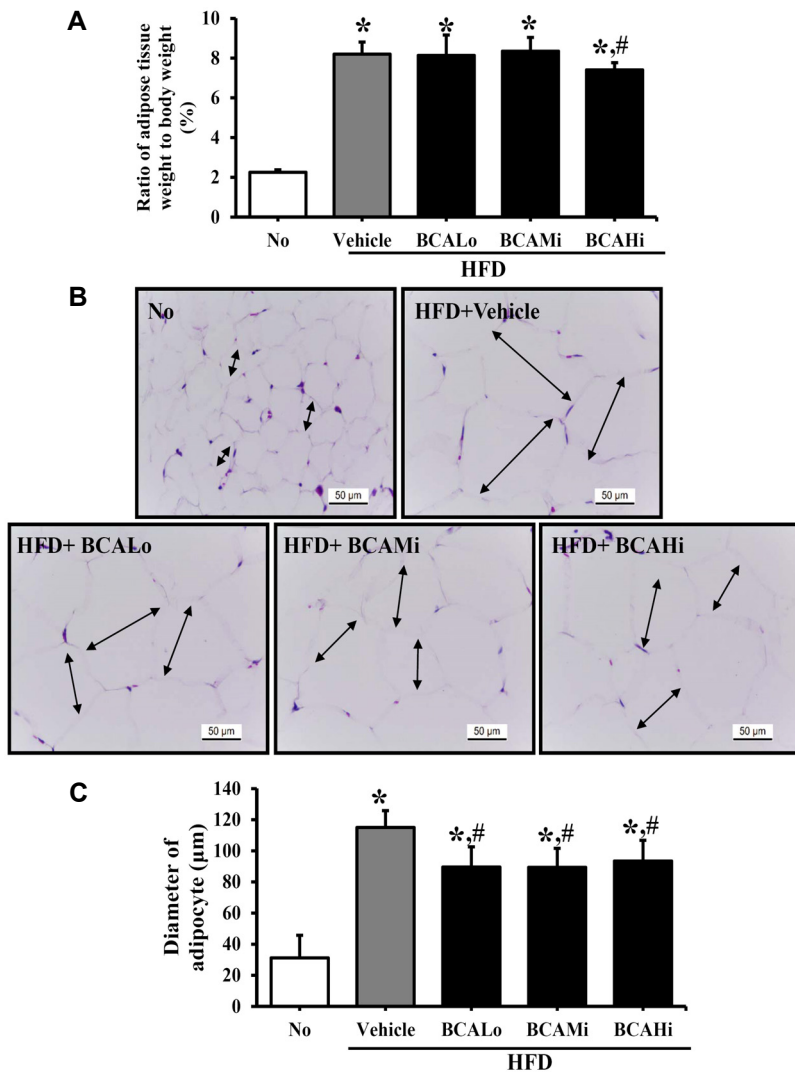 A
Ratio of adipose tissue
weight to body weight
(%)
10
8
6
4
2
0
*
*
*
*,#
No
Vehicle
BCALo
BCAMi
BCAHi
HFD
B
No
50 µm
HFD+Vehicle
50 µm
HFD+ BCALo
50 µm
HFD+ BCAMi
50 µm
HFD+ BCAHi
50 µm
C
Diameter of
adipocyte (µm)
140
120
100
80
60
40
20
0
*
*,#
*,#
*,#
No
Vehicle
BCALo
BCAMi
BCAHi
HFD